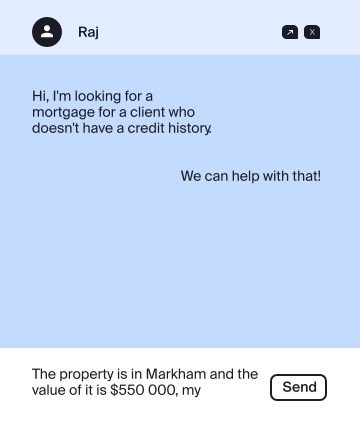 Raj
X
Hi, I'm looking for a
mortgage for a client who
doesn't have a credit history.
We can help with that!
The property is in Markham and the
value of it is $550 000, my
Send